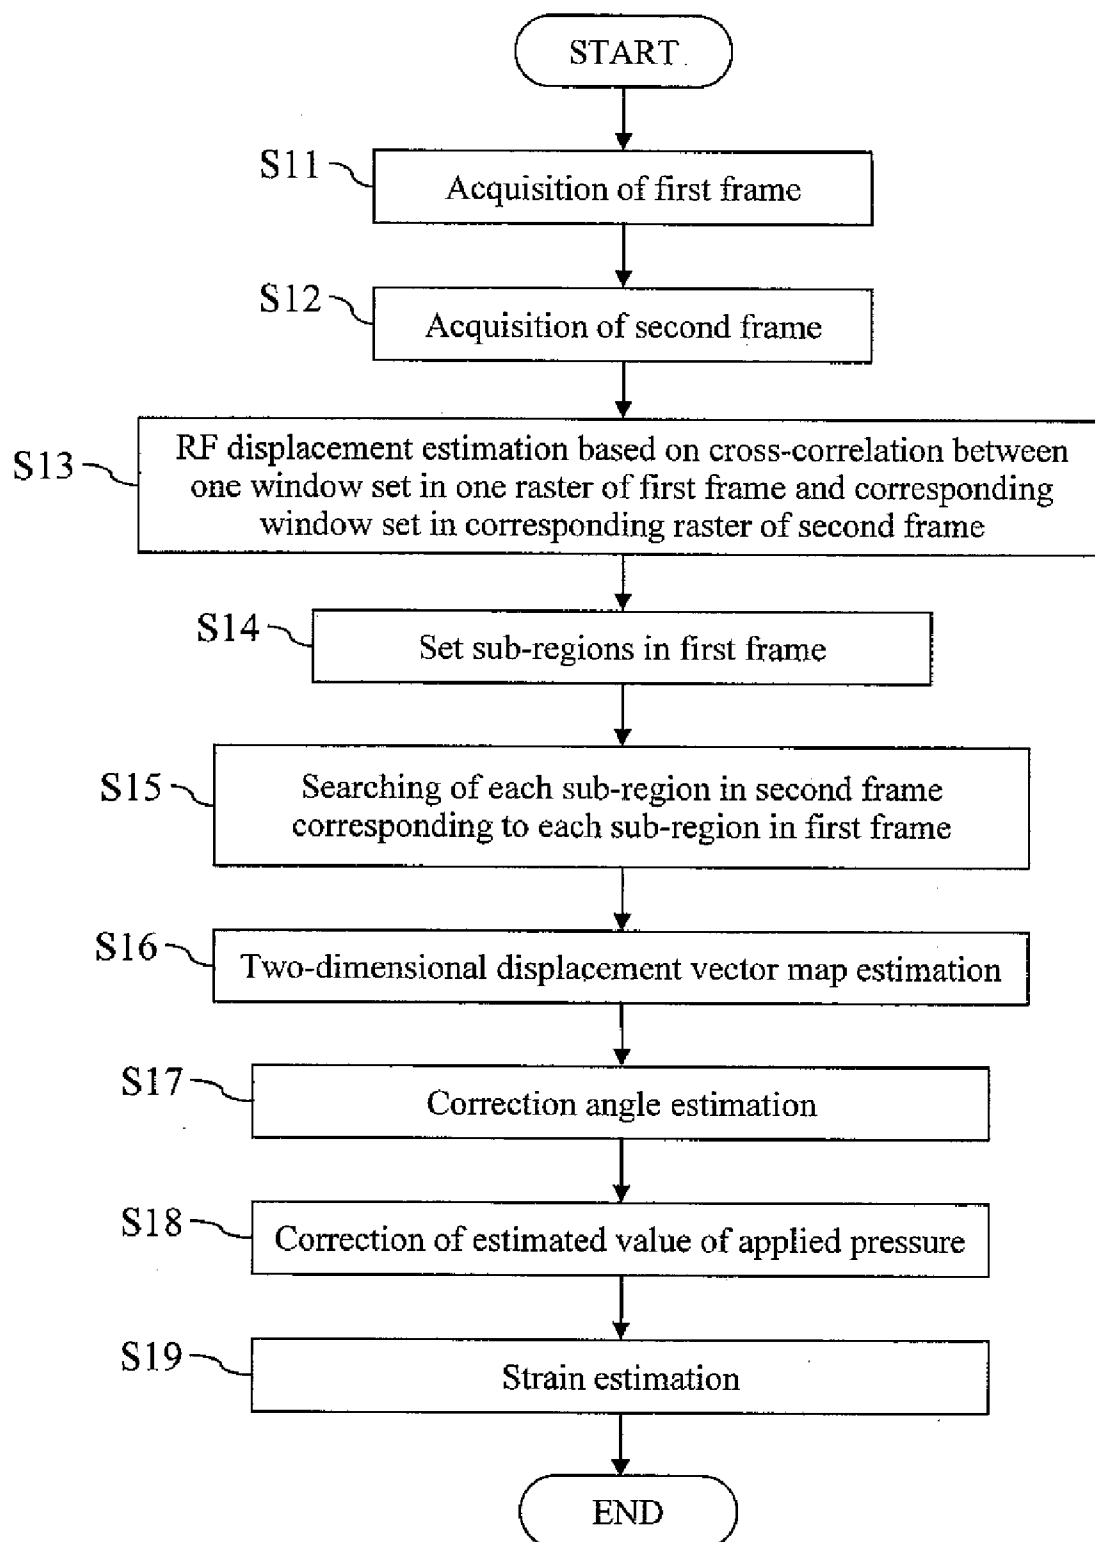 START
S11
Acquisition of first frame
S12
Acquisition of second frame
S13
RF displacement estimation based on cross-correlation between
one window set in one raster of first frame and corresponding
window set in corresponding raster of second frame
S14
Set sub-regions in first frame
S15
Searching of each sub-region in second frame
corresponding to each sub-region in first frame
S16
Two-dimensional displacement vector map estimation
S17
Correction angle estimation
S18
Correction of estimated value of applied pressure
S19
Strain estimation
END